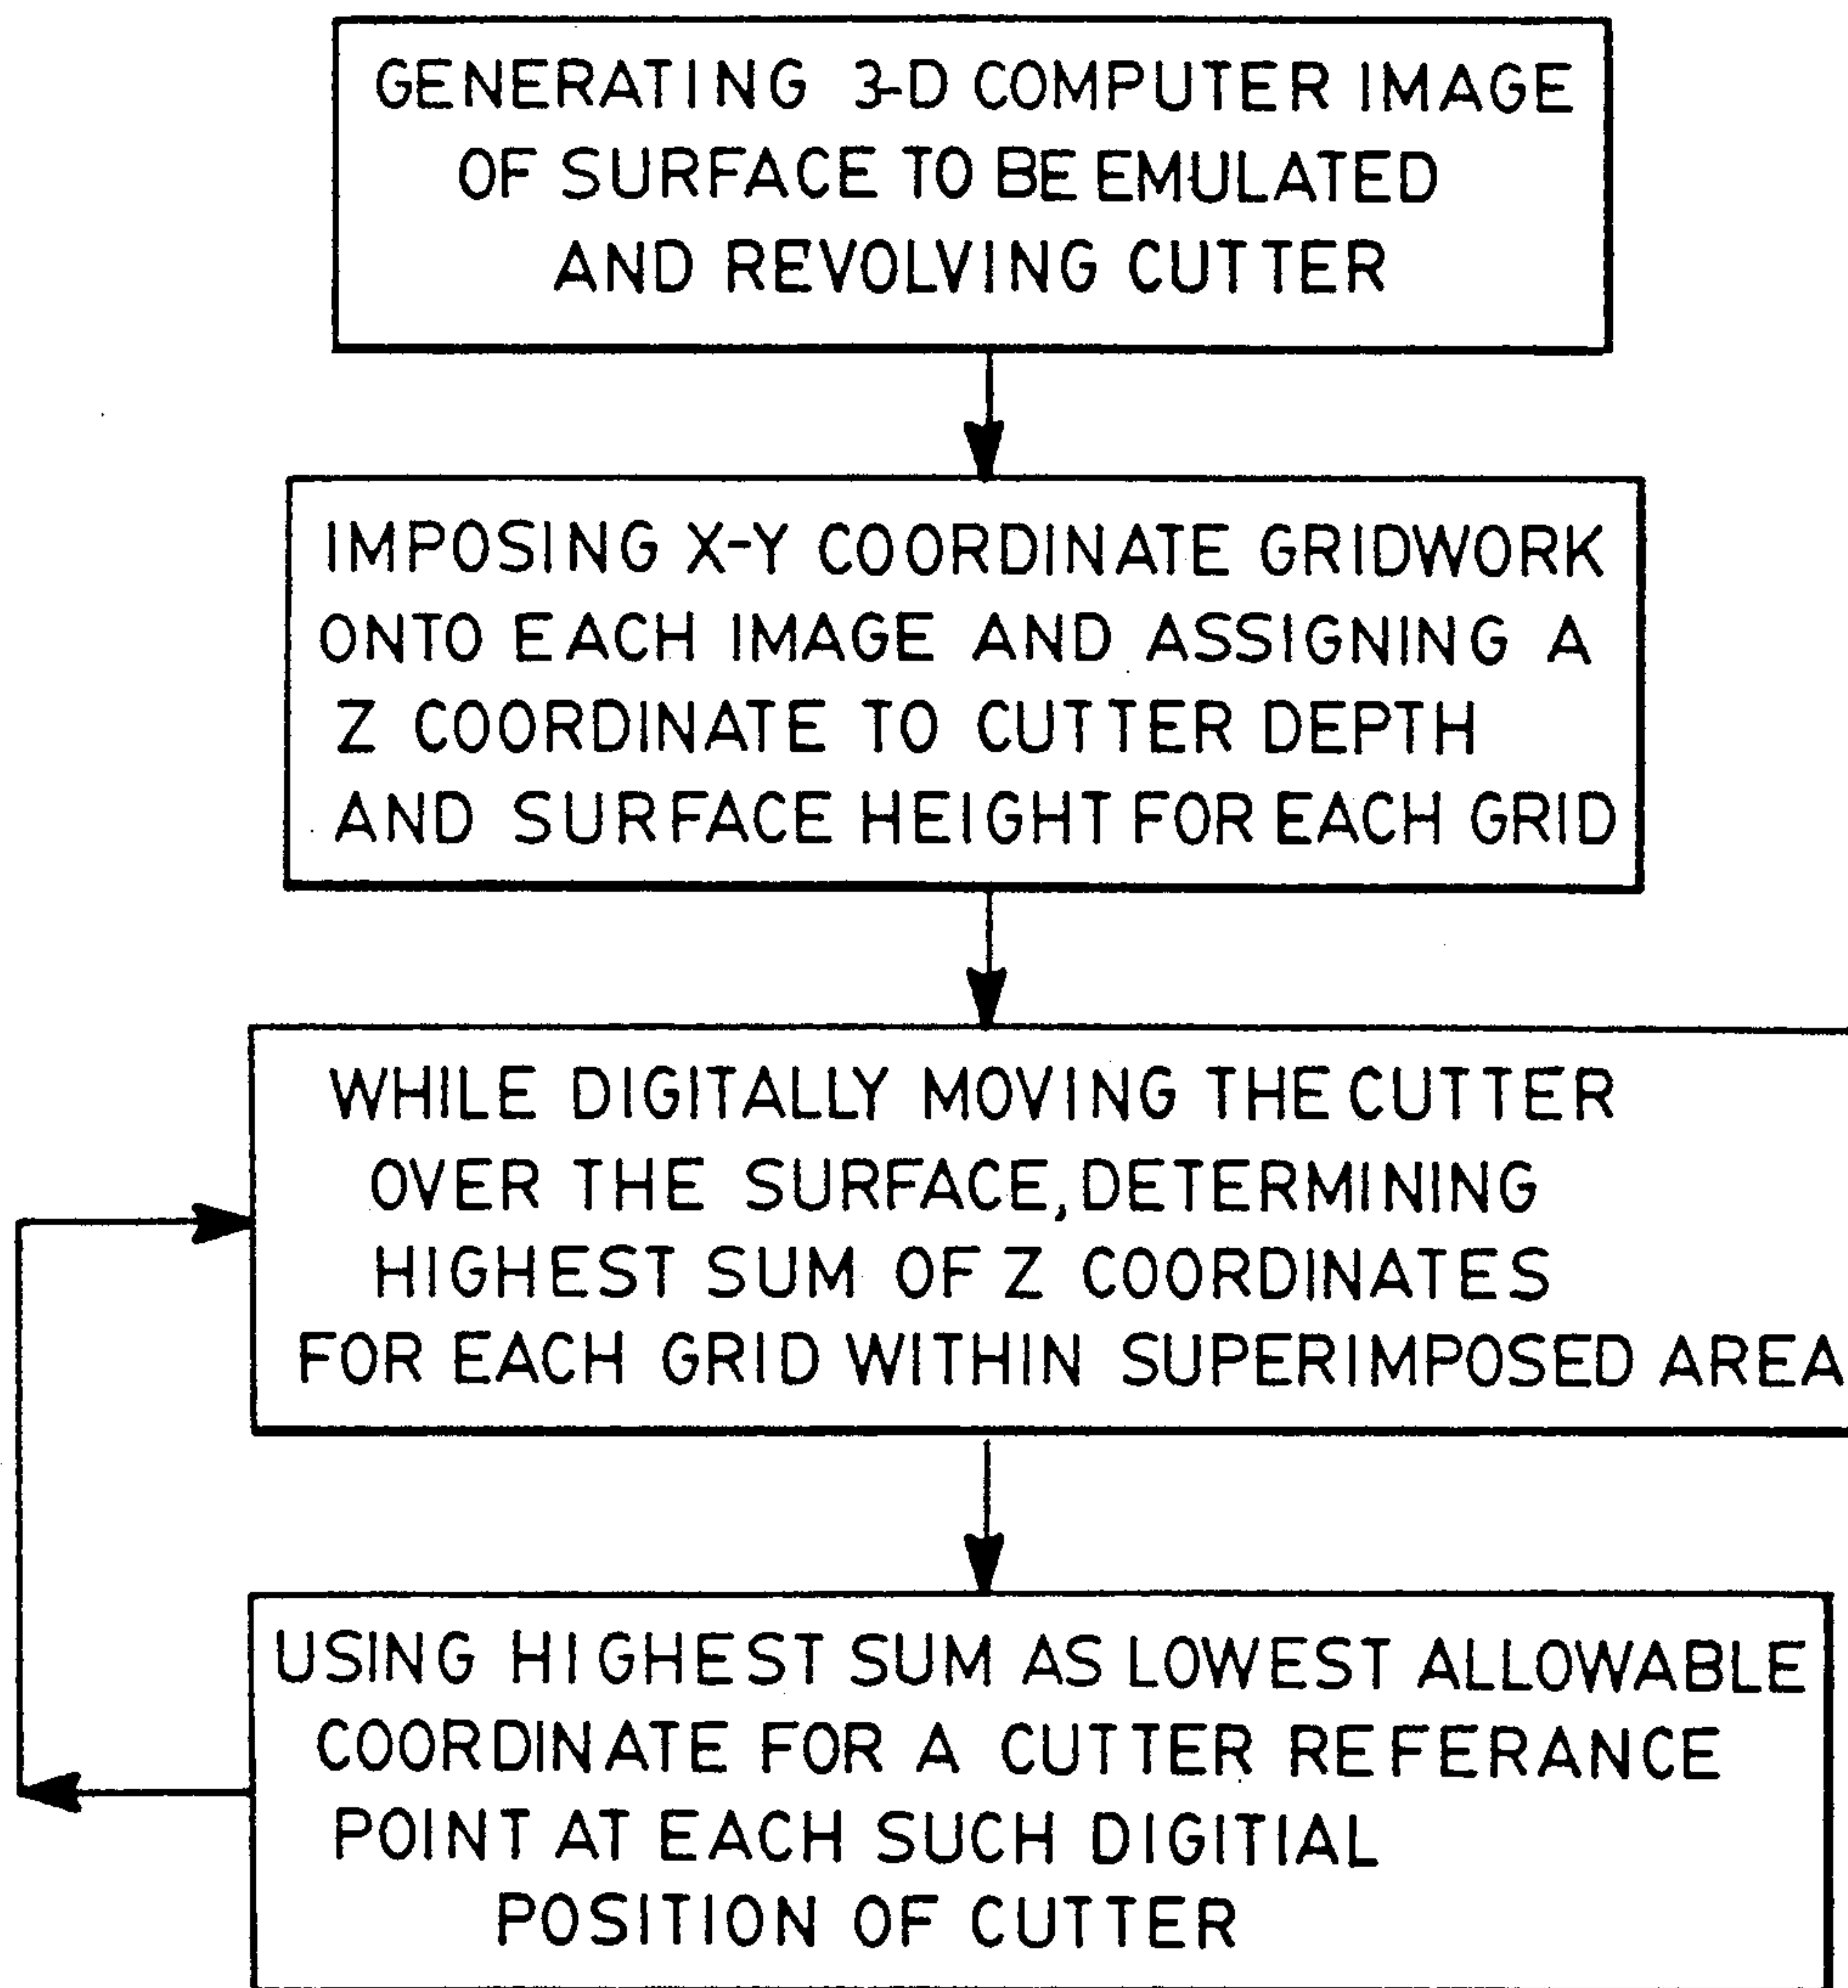 GENERATING 3-D COMPUTER IMAGE
OF SURFACE TO BE EMULATED
AND REVOLVING CUTTER
IMPOSING X-Y COORDINATE GRIDWORK
ONTO EACH IMAGE AND ASSIGNING A
Z COORDINATE TO CUTTER DEPTH
AND SURFACE HEIGHT FOR EACH GRID
WHILE DIGITALLY MOVING THE CUTTER
OVER THE SURFACE, DETERMINING
HIGHEST SUM OF Z COORDINATES
FOR EACH GRID WITHIN SUPERIMPOSED AREA
USING HIGHEST SUM AS LOWEST ALLOWABLE
COORDINATE FOR A CUTTER REFERANCE
POINT AT EACH SUCH DIGITIAL
POSITION OF CUTTER